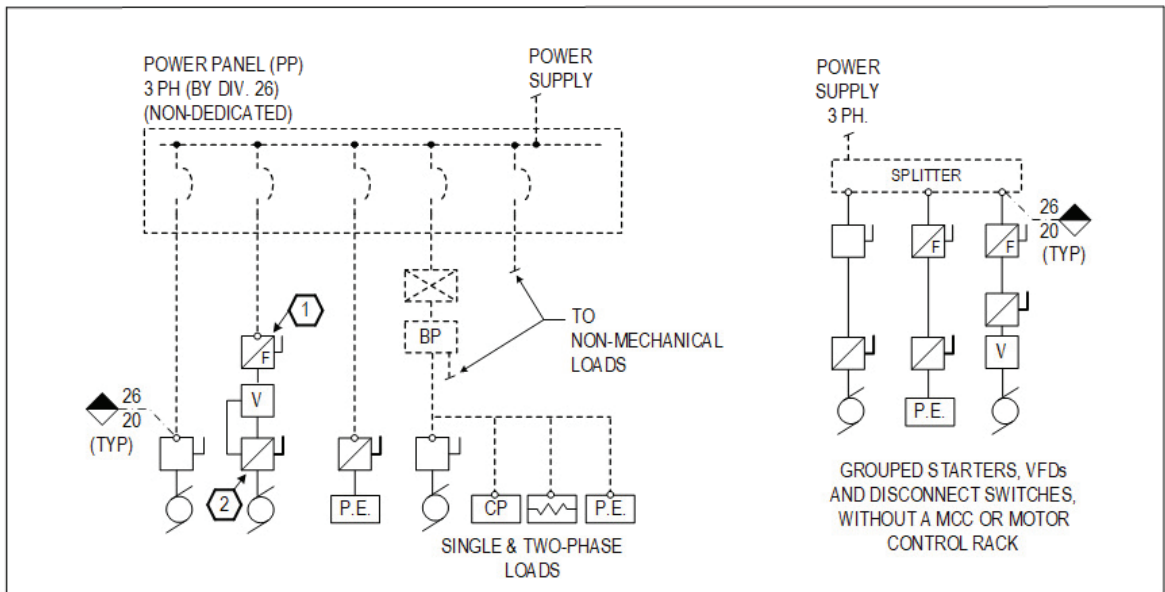 POWER PANEL (PP)
3 PH (BY DIV. 26)
(NON-DEDICATED)
POWER
SUPPLY
1
F
V
2
26
20
(TYP)
P.E.
BP
TO
NON-MECHANICAL
LOADS
CP
P.E.
SINGLE & TWO-PHASE
LOADS
POWER
SUPPLY
3 PH.
SPLITTER
26
20
(TYP)
F
F
V
P.E.
GROUPED STARTERS, VFDs
AND DISCONNECT SWITCHES,
WITHOUT A MCC OR MOTOR
CONTROL RACK